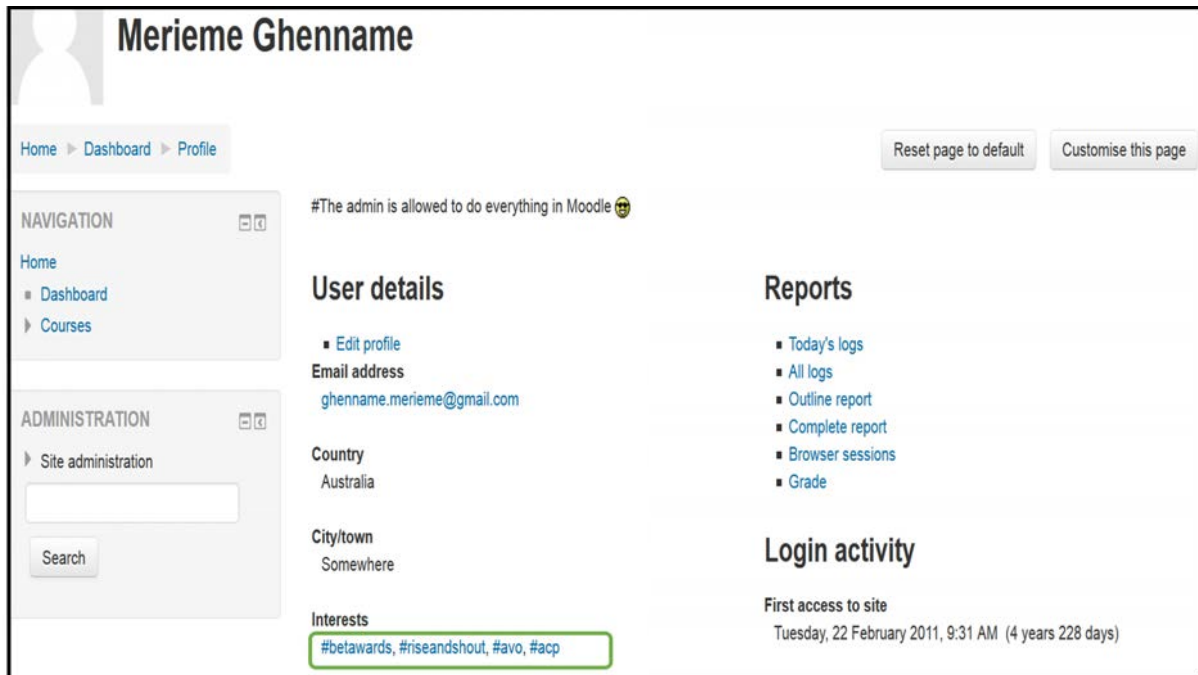 Merieme Ghenname
Home Dashboard Profile
Reset page to default
Customise this page
NAVIGATION
Home
Dashboard
Courses
ADMINISTRATION
Site administration
Search
#The admin is allowed to do everything in Moodle
User details
Edit profile
Email address
ghenname.merieme@gmail.com
Country
Australia
City/town
Somewhere
Interests
#betawards, #riseandshout, #avo, #acp
Reports
Today's logs
All logs
Outline report
Complete report
Browser sessions
Grade
Login activity
First access to site
Tuesday, 22 February 2011, 9:31 AM (4 years 228 days)